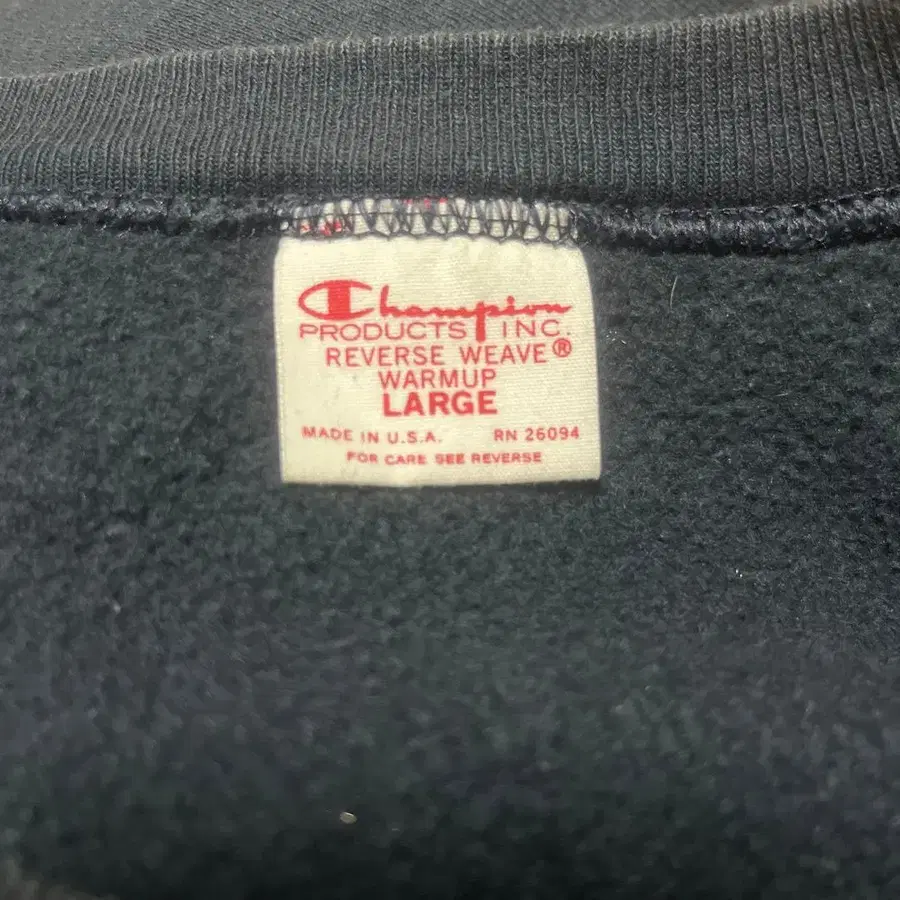 Champion
PRODUCTS INC.
REVERSE WEAVE®
WARMUP
LARGE
MADE IN U.S.A. RN 26094
FOR CARE SEE REVERSE